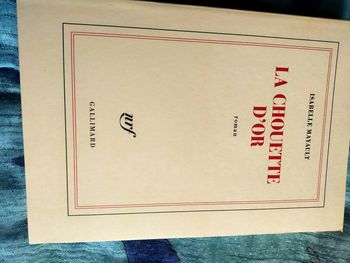 ISABELLE MAYAULT
LA CHOUETTE
D'OR
roman
nrf
GALLIMARD